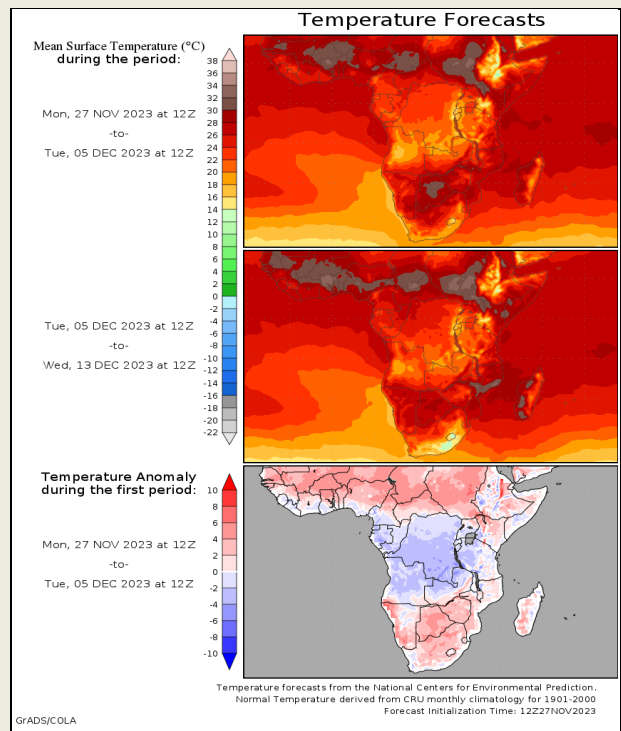 Temperature Forecasts
Mean Surface Temperature (°C)
during the period:
Mon, 27 NOV 2023 at 12Z
-to-
Tue, 05 DEC 2023 at 12Z
38
36
34
32
30
28
26
24
22
20
18
16
14
12
10
8
6
4
2
0
-2
-4
-6
-8
-10
-12
-14
-16
-18
-20
-22
Tue, 05 DEC 2023 at 12Z
-to-
Wed, 13 DEC 2023 at 12Z
Temperature Anomaly
during the first period:
Mon, 27 NOV 2023 at 12Z
-to-
Tue, 05 DEC 2023 at 12Z
10
8
6
4
2
0
-2
-4
-6
-8
-10
Temperature forecasts from the National Centers for Environmental Prediction.
Normal Temperature derived from CRU monthly climatology for 1901-2000
Forecast Initialization Time: 12Z27NOV2023
GrADS/COLA